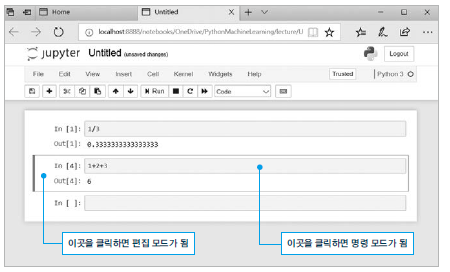 Home
Untitled
localhost:8888/notebooks/OneDrive/PythonMachineLearning/lecture/U
jupyter Untitled (unsaved changes)
Logout
File Edit View Insert Cell Kernel Widgets Help
Trusted Python 3
Run
Code
In [1]: 1/3
Out[1]: 0.3333333333333333
In [4]: 1+2+3
Out[4]: 6
In [ ]:
이곳을 클릭하면 편집 모드가 됨
이곳을 클릭하면 명령 모드가 됨